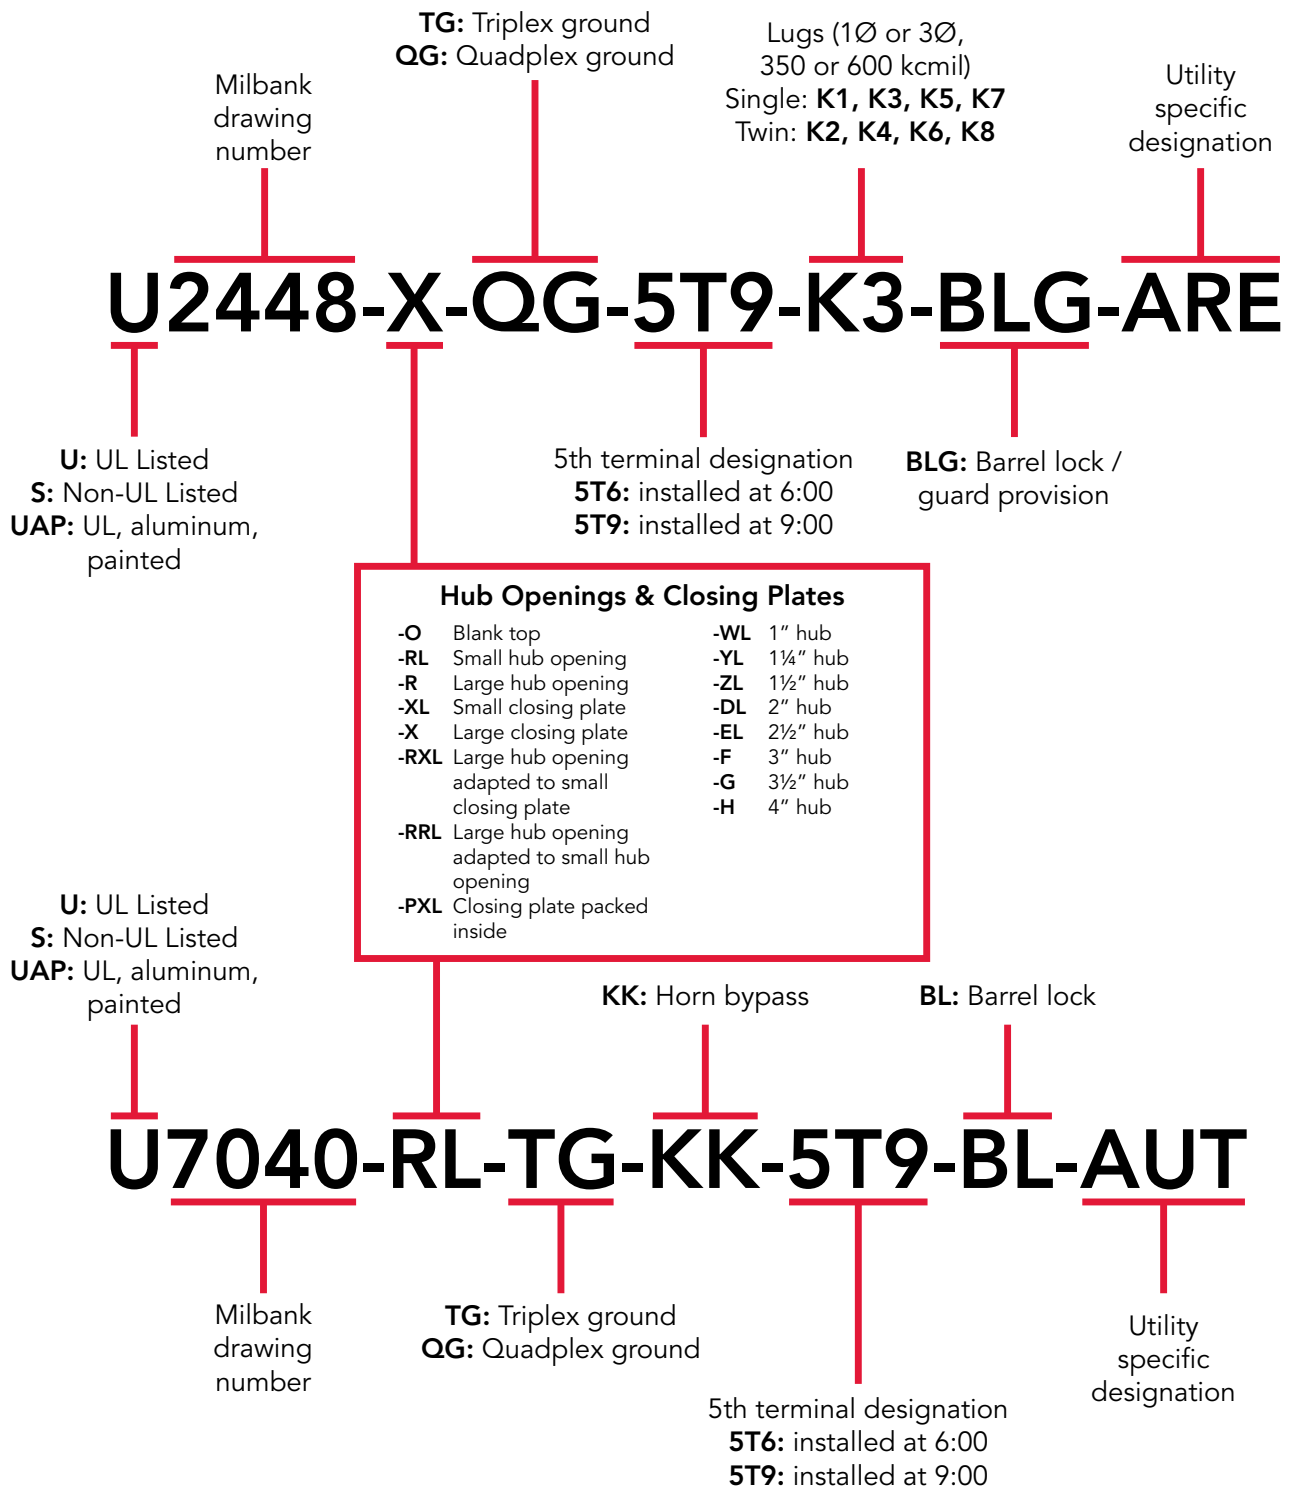 TG: Triplex ground
QG: Quadplex ground
Lugs (1Ø or 3Ø,
350 or 600 kcmil)
Single: K1, K3, K5, K7
Twin: K2, K4, K6, K8
Milbank
drawing
number
Utility
specific
designation
U2448-X-QG-5T9-K3-BLG-ARE
U: UL Listed
S: Non-UL Listed
UAP: UL, aluminum,
painted
5th terminal designation
5T6: installed at 6:00
5T9: installed at 9:00
BLG: Barrel lock /
guard provision
Hub Openings & Closing Plates
-O Blank top
-RL Small hub opening
-R Large hub opening
-XL Small closing plate
-X Large closing plate
-RXL Large hub opening
adapted to small
closing plate
-RRL Large hub opening
adapted to small hub
opening
-PXL Closing plate packed
inside
-WL 1” hub
-YL 1¼” hub
-ZL 1½” hub
-DL 2” hub
-EL 2½” hub
-F 3” hub
-G 3½” hub
-H 4” hub
U: UL Listed
S: Non-UL Listed
UAP: UL, aluminum,
painted
KK: Horn bypass
BL: Barrel lock
U7040-RL-TG-KK-5T9-BL-AUT
Milbank
drawing
number
TG: Triplex ground
QG: Quadplex ground
5th terminal designation
5T6: installed at 6:00
5T9: installed at 9:00
Utility
specific
designation